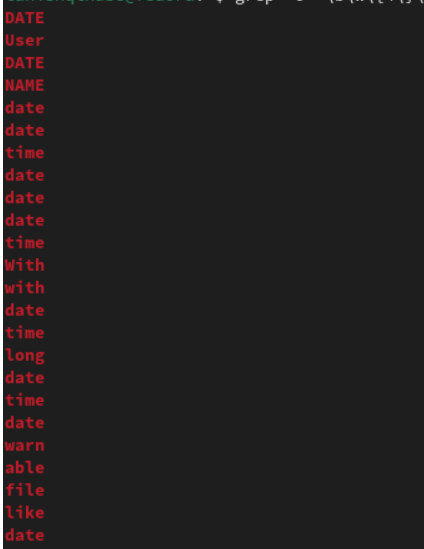 DATE
User
DATE
NAME
date
date
time
date
date
date
time
With
with
date
time
long
date
time
date
warn
able
file
like
date